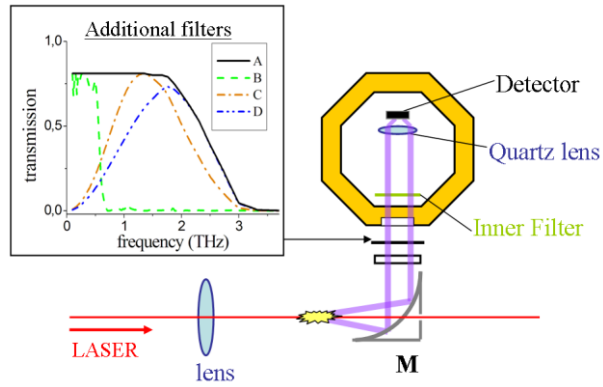 Additional filters
A
B
C
D
transmission
1.0
0.5
0.0
0
1
2
3
frequency (THz)
Detector
Quartz lens
Inner Filter
LASER
lens
M